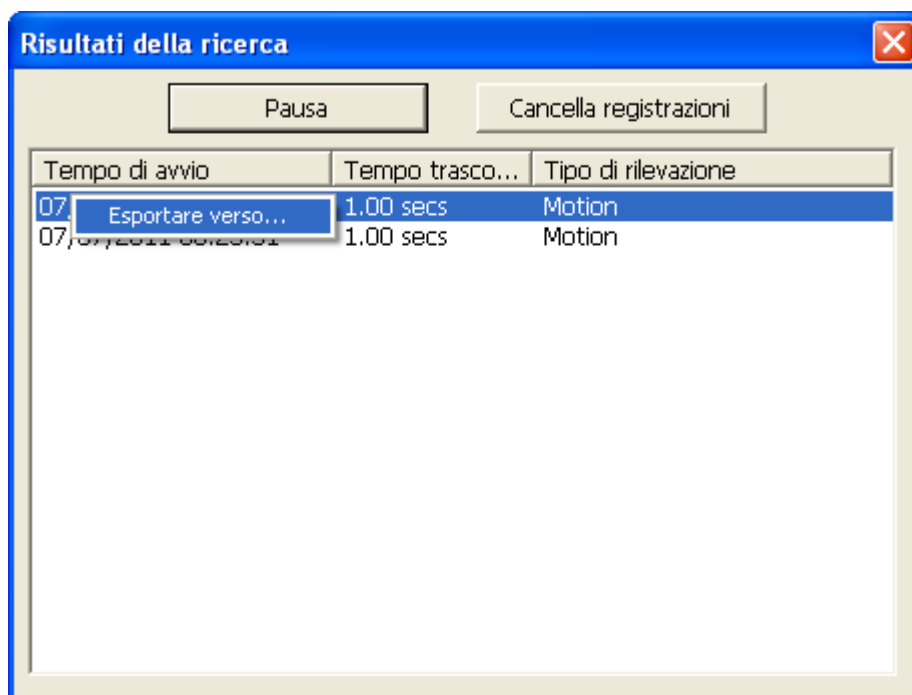 Risultati della ricerca
Pausa
Cancella registrazioni
Tempo di avvio Tempo trasco... Tipo di rilevazione
07/ Esportare verso... 1.00 secs Motion
1.00 secs Motion